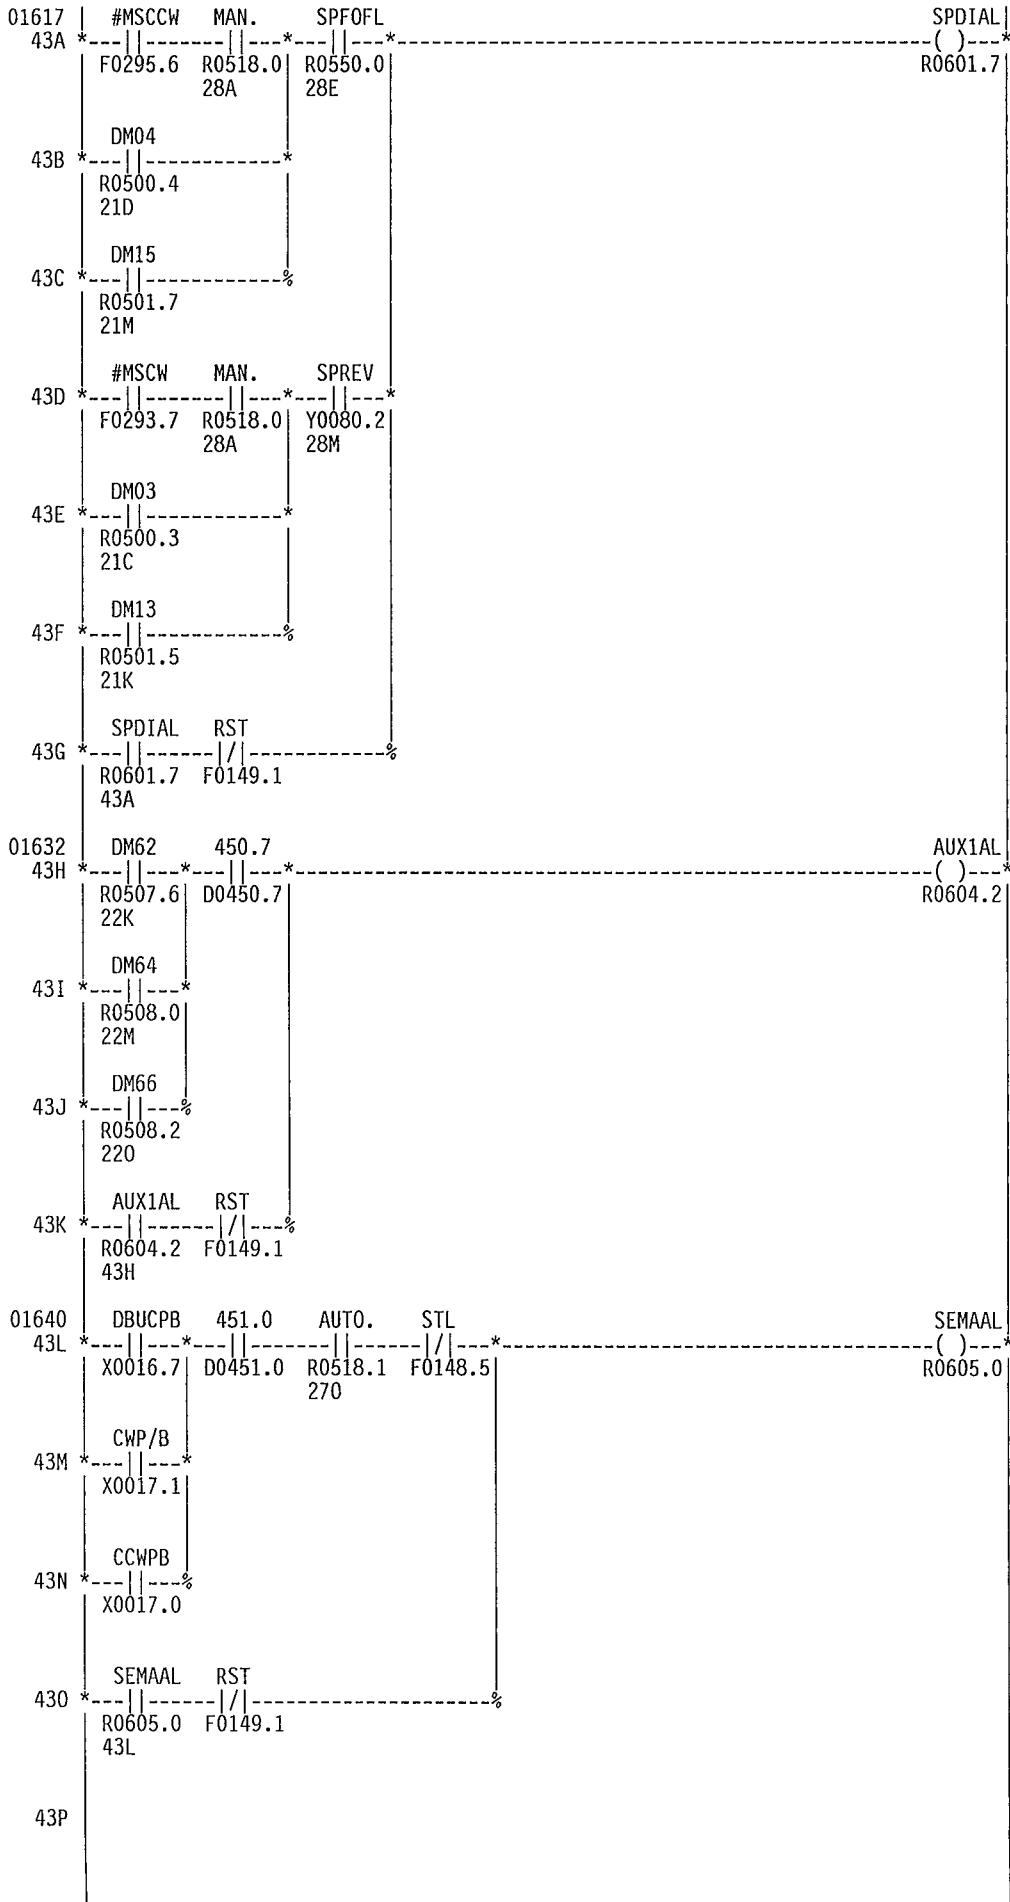 01617 | #MSCCW MAN. SPFOFL SPDIAL|
43A *---||--------||---*---||---*----------------------------------------------------( )---*
F0295.6 R0518.0 R0550.0 R0601.7
28A 28E
DM04
43B *---||-------------*
R0500.4
21D
DM15
43C *---||-------------%
R0501.7
21M
#MSCW MAN. SPREV
43D *---||--------||---*---||---*
F0293.7 R0518.0 Y0080.2
28A 28M
DM03
43E *---||-------------*
R0500.3
21C
DM13
43F *---||-------------%
R0501.5
21K
SPDIAL RST
43G *---||------|/|-------------%
R0601.7 F0149.1
43A
01632 DM62 450.7 AUX1AL
43H *---||---*---||---*--------------------------------------------------------------( )---*
R0507.6 D0450.7 R0604.2
22K
DM64
43I *---||---*
R0508.0
22M
DM66
43J *---||---%
R0508.2
22O
AUX1AL RST
43K *---||------|/|---%
R0604.2 F0149.1
43H
01640 DBUCPB 451.0 AUTO. STL SEMAAL
43L *---||---*---||--------||------|/|---*-------------------------------------------( )---*
X0016.7 D0451.0 R0518.1 F0148.5 R0605.0
27O
CWP/B
43M *---||---*
X0017.1
CCWPB
43N *---||---%
X0017.0
SEMAAL RST
43O *---||------|/|----------------------%
R0605.0 F0149.1
43L
43P